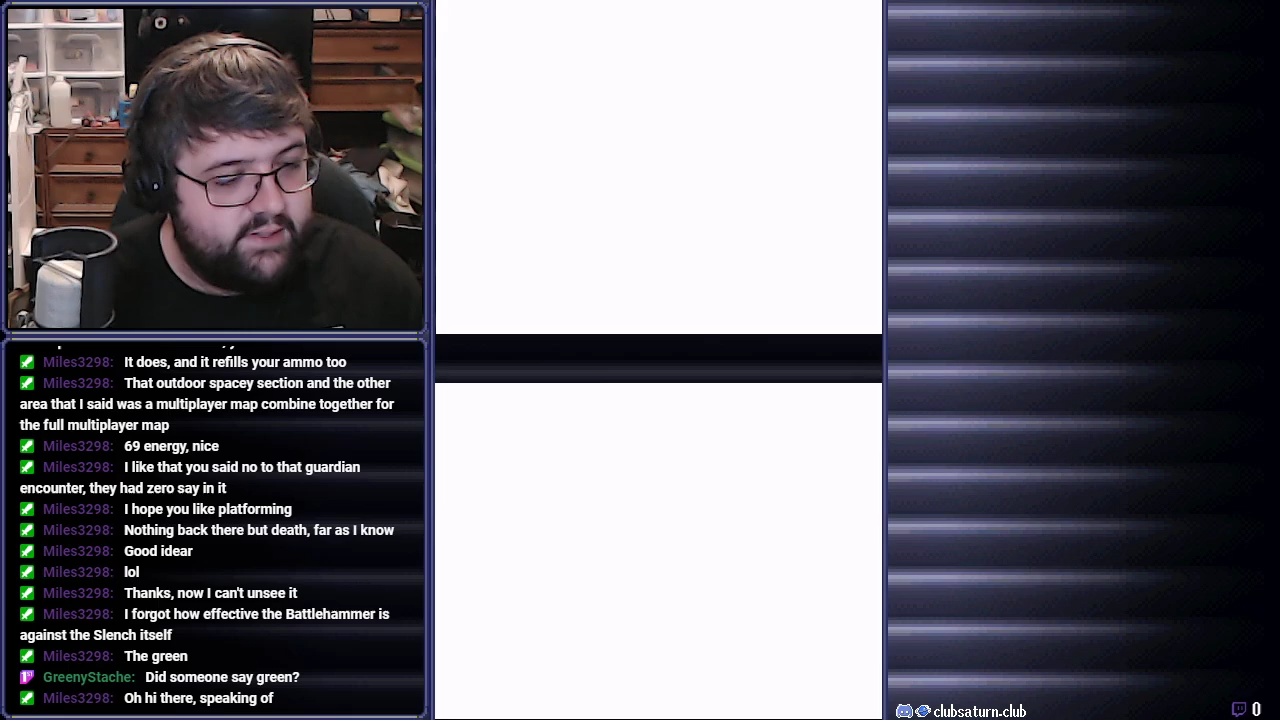 Miles3298: It does, and it refills your ammo too
Miles3298: That outdoor spacey section and the other
area that I said was a multiplayer map combine together for
the full multiplayer map
Miles3298: 69 energy, nice
Miles3298: I like that you said no to that guardian
encounter, they had zero say in it
Miles3298: I hope you like platforming
Miles3298: Nothing back there but death, far as I know
Miles3298: Good idear
Miles3298: lol
Miles3298: Thanks, now I can't unsee it
Miles3298: I forgot how effective the Battlehammer is
against the Slench itself
Miles3298: The green
GreenyStache: Did someone say green?
Miles3298: Oh hi there, speaking of
clubsaturn.club
0